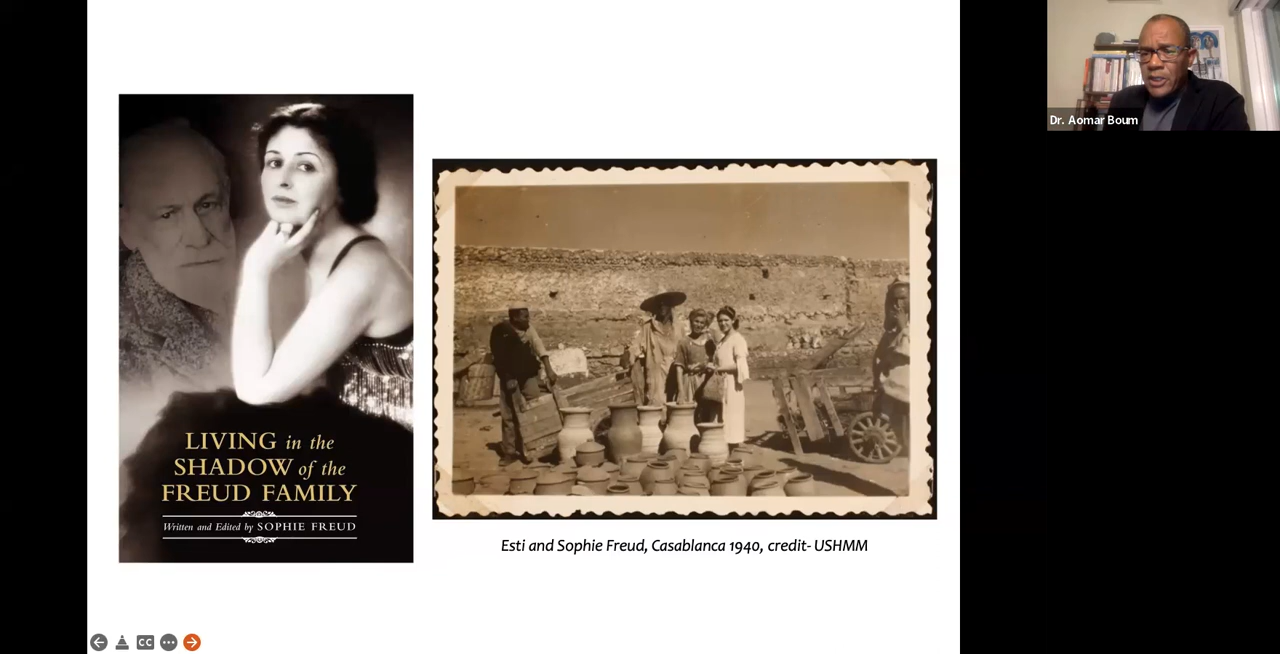 Dr. Aomar Boum
LIVING in the
SHADOW of the
FREUD FAMILY
Written and Edited by SOPHIE FREUD
Esti and Sophie Freud, Casablanca 1940, credit- USHMM
CC